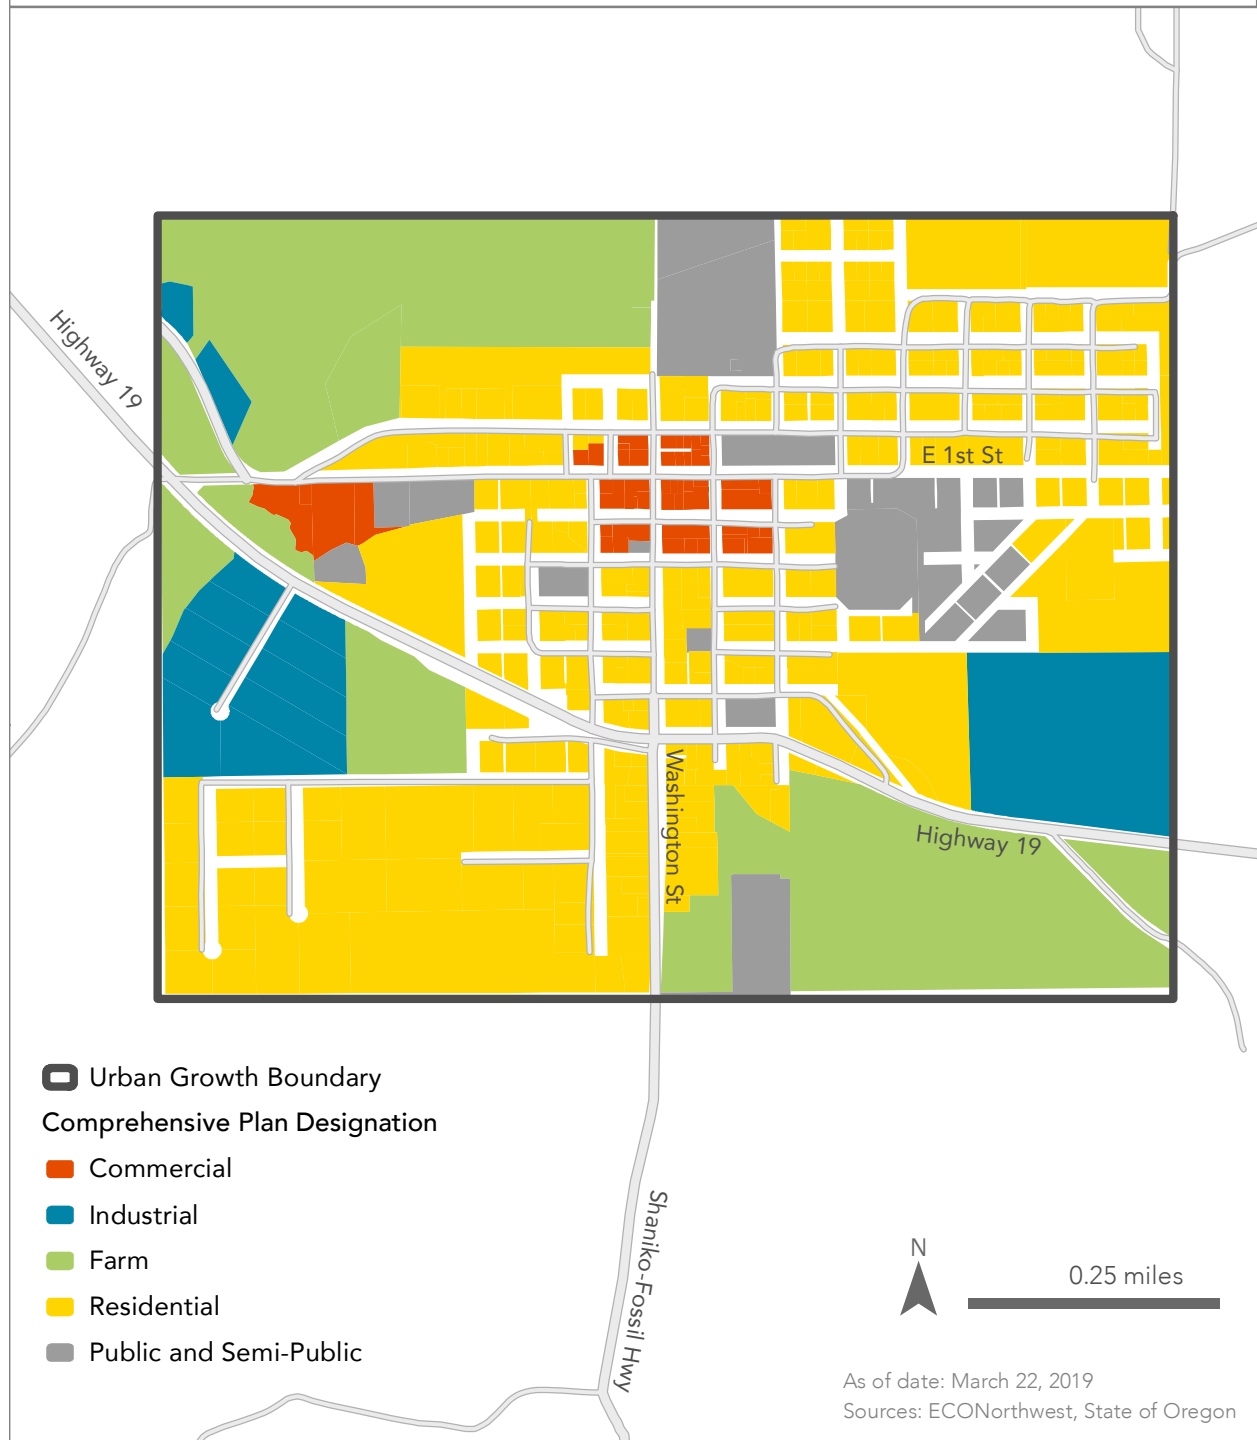 Highway 19
E 1st St
Washington St
Highway 19
Urban Growth Boundary
Comprehensive Plan Designation
Commercial
Industrial
Farm
Residential
Public and Semi-Public
Shaniko-Fossil Hwy
N
0.25 miles
As of date: March 22, 2019
Sources: ECONorthwest, State of Oregon